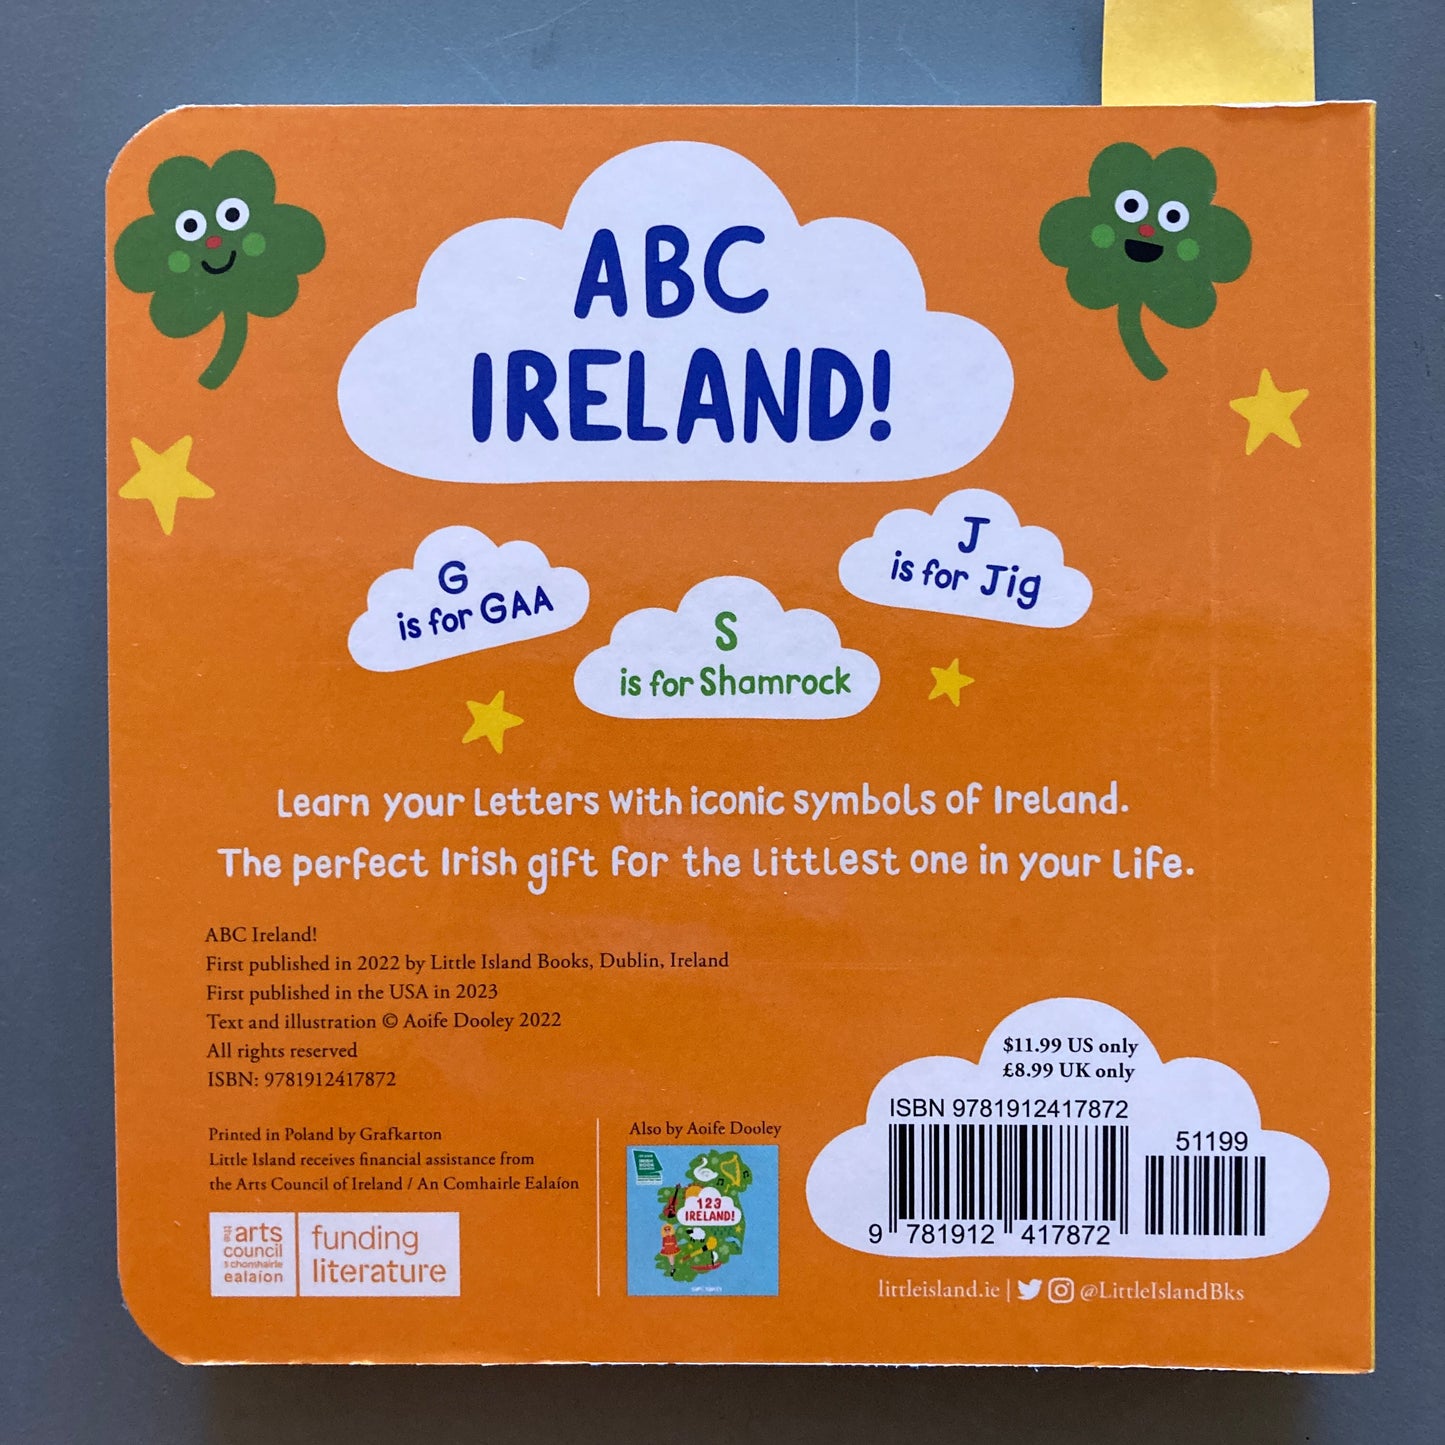 ABC
IRELAND!
G
is for GAA
J
is for Jig
S
is for Shamrock
Learn your Letters with iconic symbols of Ireland.
The perfect Irish gift for the Littlest one in your Life.
ABC Ireland!
First published in 2022 by Little Island Books, Dublin, Ireland
First published in the USA in 2023
Text and illustration © Aoife Dooley 2022
All rights reserved
ISBN: 9781912417872
Printed in Poland by Grafkarton
Little Island receives financial assistance from
the Arts Council of Ireland / An Comhairle Ealaíon
arts
council
chomhairle
ealaíon
funding
literature
Also by Aoife Dooley
123
IRELAND!
$11.99 US only
£8.99 UK only
ISBN 9781912417872
51199
9 781912 417872
littleisland.ie | @LittleIslandBks